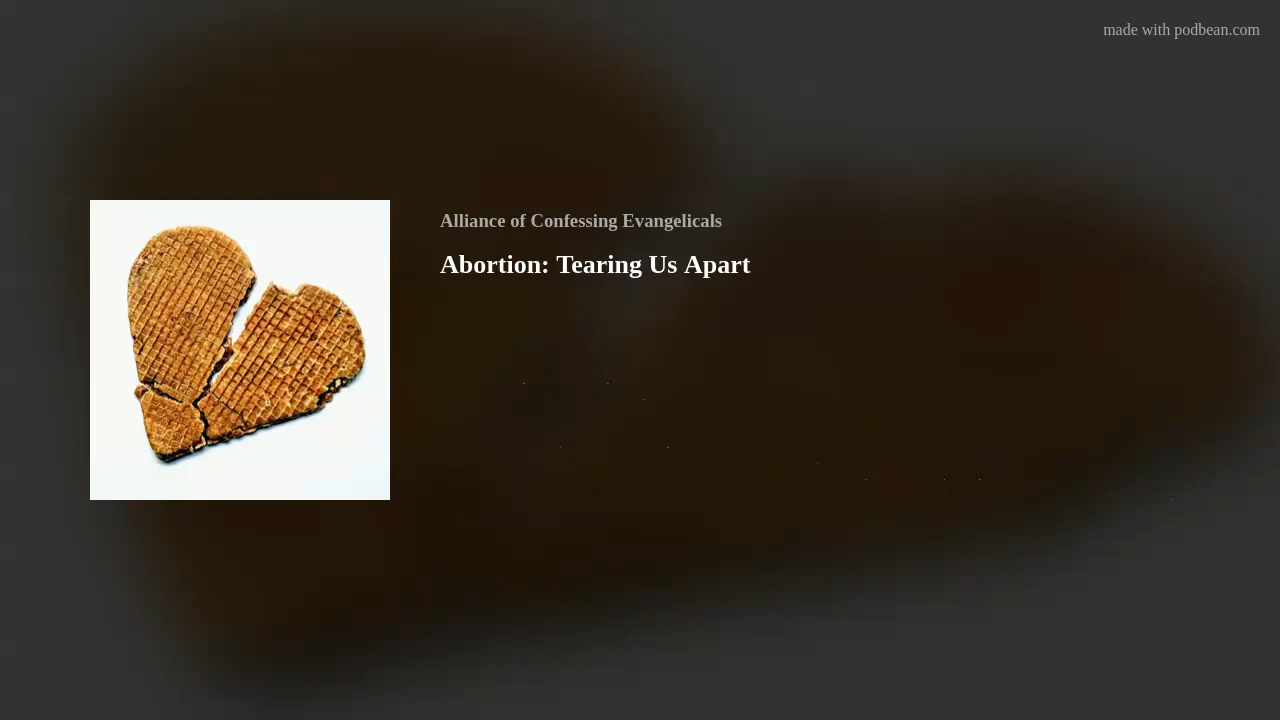 made with podbean.com
Alliance of Confessing Evangelicals
Abortion: Tearing Us Apart